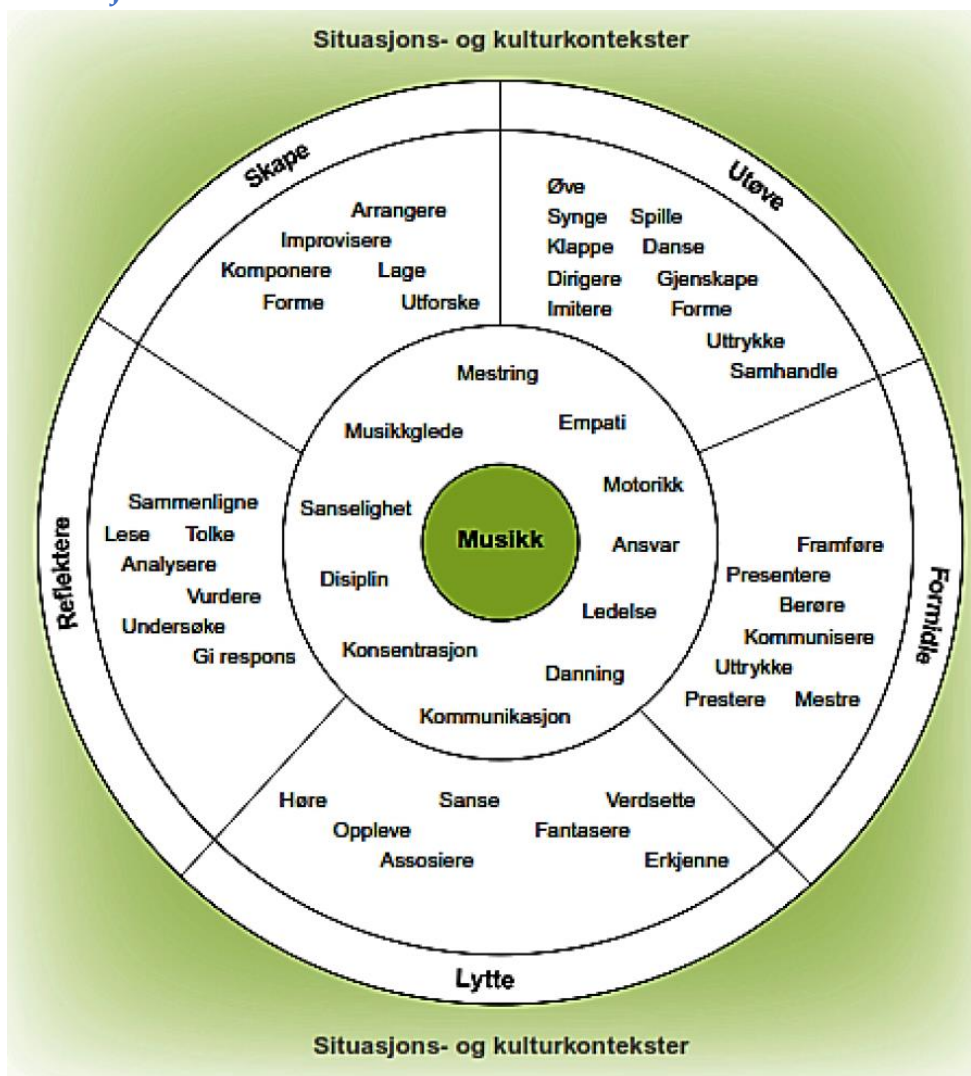 Situasjons- og kulturkontekster
Skape
Arrangere
Improvisere
Komponere Lage
Forme Utforske
Utøve
Øve
Synge Spille
Klappe Danse
Dirigere Gjenskape
Imitere Forme
Uttrykke
Samhandle
Formidle
Framføre
Presentere
Berøre
Kommunisere
Uttrykke
Prestere Mestre
Lytte
Høre Sanse Verdsette
Oppleve Fantasere
Assosiere Erkjenne
Reflektere
Sammenligne
Lese Tolke
Analysere
Vurdere
Undersøke
Gi respons
Mestring
Musikkglede Empati
Sanselighet Motorikk
Musikk
Ansvar
Disiplin Ledelse
Konsentrasjon Danning
Kommunikasjon
Situasjons- og kulturkontekster